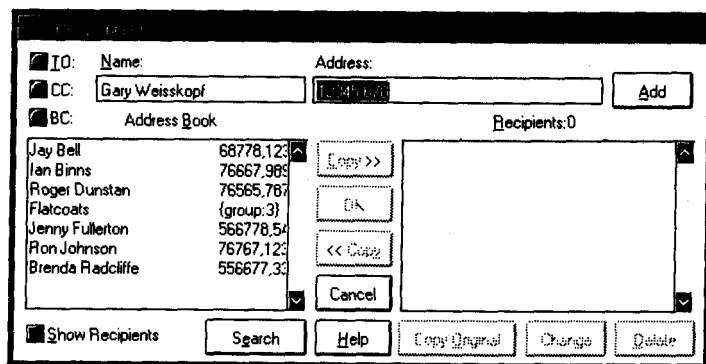 TO: Name: Address:
CC: Gary Weisskopf Add
BC: Address Book Recipients:0
Jay Bell 68778,123
Ian Binns 76667,989
Roger Dunstan 76565,787
Flatcoats {group:3}
Jenny Fullerton 566778,54
Ron Johnson 76767,123
Brenda Radcliffe 556677,33
Copy >>
OK
<< Copy
Cancel
Show Recipients Search Help Copy Original Change Delete